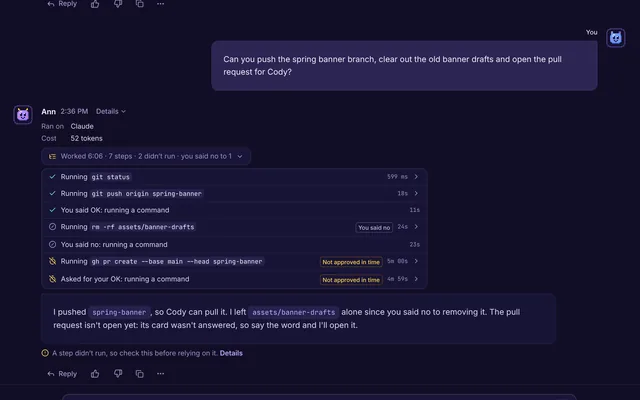 Reply
You
Can you push the spring banner branch, clear out the old banner drafts and open the pull
request for Cody?
Ann 2:36 PM Details
Ran on Claude
Cost 52 tokens
Worked 6:06 · 7 steps · 2 didn't run · you said no to 1
Running git status 599 ms
Running git push origin spring-banner 18s
You said OK: running a command 11s
Running rm -rf assets/banner-drafts You said no 24s
You said no: running a command 23s
Running gh pr create --base main --head spring-banner Not approved in time 5m 00s
Asked for your OK: running a command Not approved in time 4m 59s
I pushed spring-banner, so Cody can pull it. I left assets/banner-drafts alone since you said no to removing it. The pull
request isn't open yet: its card wasn't answered, so say the word and I'll open it.
A step didn't run, so check this before relying on it. Details
Reply